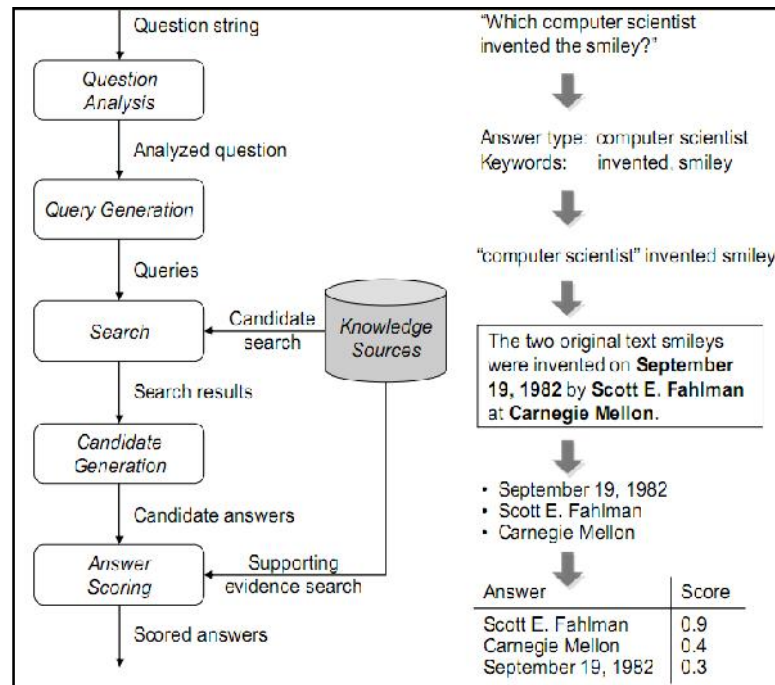 Question string
Question
Analysis
Analyzed question
Query Generation
Queries
Search
Candidate
search
Knowledge
Sources
Search results
Candidate
Generation
Candidate answers
Answer
Scoring
Supporting
evidence search
Scored answers
“Which computer scientist
invented the smiley?”
Answer type: computer scientist
Keywords: invented, smiley
“computer scientist” invented smiley
The two original text smileys
were invented on September
19, 1982 by Scott E. Fahlman
at Carnegie Mellon.
• September 19, 1982
• Scott E. Fahlman
• Carnegie Mellon
Answer Score
Scott E. Fahlman 0.9
Carnegie Mellon 0.4
September 19, 1982 0.3